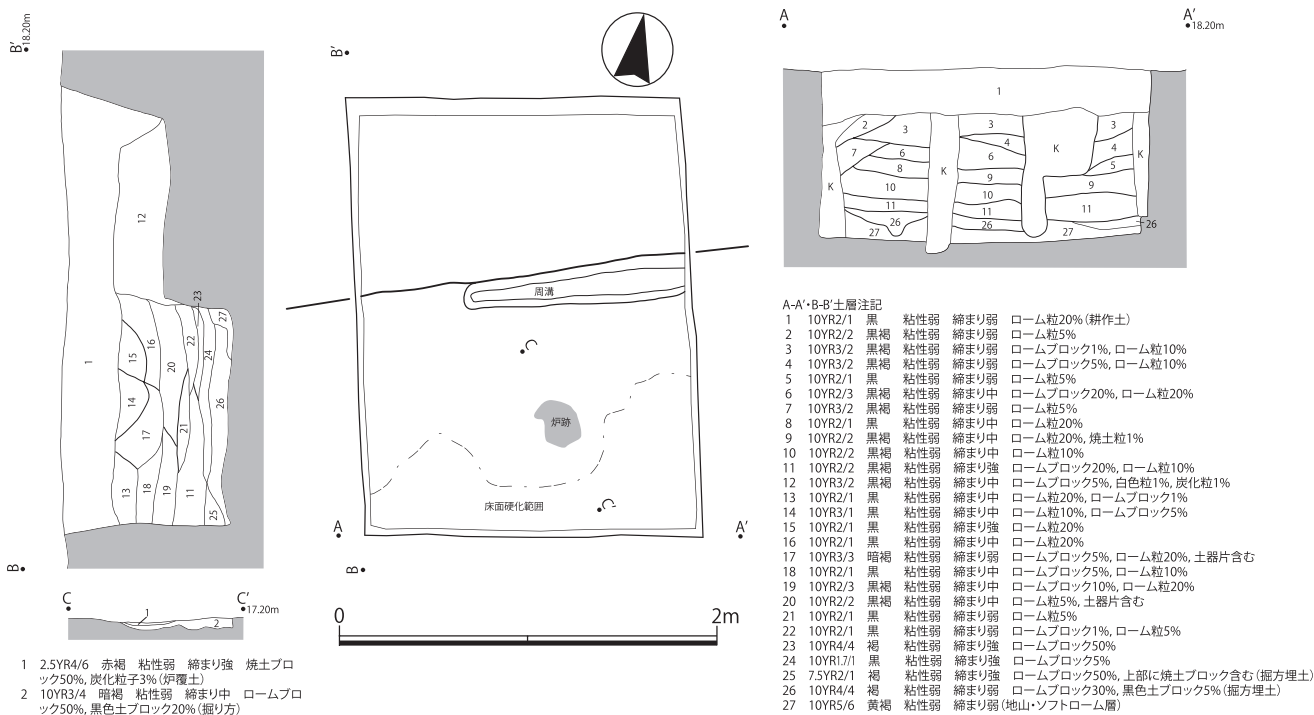 B'
18.20m
12
23
27
22
16
24
15
20
1
14
26
21
17
13
18
19
11
25
B
C
C'
17.20m
1
2
1 2.5YR4/6 赤褐 粘性弱 締まり強 焼土ブロ
ック50%, 炭化粒子3%(炉覆土)
2 10YR3/4 暗褐 粘性弱 締まり中 ロームブロ
ック50%, 黒色土ブロック20%(掘り方)
B'
周溝
C
炉跡
床面硬化範囲
C'
A
A'
B
0
2m
A
A'
18.20m
1
2
3
3
3
4
4
K
7
6
6
5
K
8
9
9
K
K
10
10
11
11
11
26
26
26
27
27
A-A'・B-B'土層注記
1 10YR2/1 黒 粘性弱 締まり弱 ローム粒20%(耕作土)
2 10YR2/2 黒褐 粘性弱 締まり弱 ローム粒5%
3 10YR3/2 黒褐 粘性弱 締まり弱 ロームブロック1%, ローム粒10%
4 10YR3/2 黒褐 粘性弱 締まり弱 ロームブロック5%, ローム粒10%
5 10YR2/1 黒 粘性弱 締まり弱 ローム粒5%
6 10YR2/3 黒褐 粘性弱 締まり中 ロームブロック20%, ローム粒20%
7 10YR3/2 黒褐 粘性弱 締まり弱 ローム粒5%
8 10YR2/1 黒 粘性弱 締まり中 ローム粒20%
9 10YR2/2 黒褐 粘性弱 締まり中 ローム粒20%, 焼土粒1%
10 10YR2/2 黒褐 粘性弱 締まり中 ローム粒10%
11 10YR2/2 黒褐 粘性弱 締まり強 ロームブロック20%, ローム粒10%
12 10YR3/2 黒褐 粘性弱 締まり中 ロームブロック5%, 白色粒1%, 炭化粒1%
13 10YR2/1 黒 粘性弱 締まり中 ローム粒20%, ロームブロック1%
14 10YR3/1 黒 粘性弱 締まり中 ローム粒10%, ロームブロック5%
15 10YR2/1 黒 粘性弱 締まり強 ローム粒20%
16 10YR2/1 黒 粘性弱 締まり中 ローム粒20%
17 10YR3/3 暗褐 粘性弱 締まり弱 ロームブロック5%, ローム粒20%, 土器片含む
18 10YR2/1 黒 粘性弱 締まり中 ロームブロック5%, ローム粒10%
19 10YR2/3 黒褐 粘性弱 締まり中 ロームブロック10%, ローム粒20%
20 10YR2/2 黒褐 粘性弱 締まり中 ローム粒5%, 土器片含む
21 10YR2/1 黒 粘性弱 締まり中 ローム粒5%
22 10YR2/1 黒 粘性弱 締まり中 ロームブロック1%, ローム粒5%
23 10YR4/4 褐 粘性弱 締まり強 ロームブロック50%
24 10YR1.7/1 黒 粘性弱 締まり強 ロームブロック5%
25 7.5YR2/1 褐 粘性弱 締まり強 ロームブロック50%, 上部に焼土ブロック含む(掘方埋土)
26 10YR4/4 褐 粘性弱 締まり弱 ロームブロック30%, 黒色土ブロック5%(掘方埋土)
27 10YR5/6 黄褐 粘性弱 締まり弱(地山・ソフトローム層)